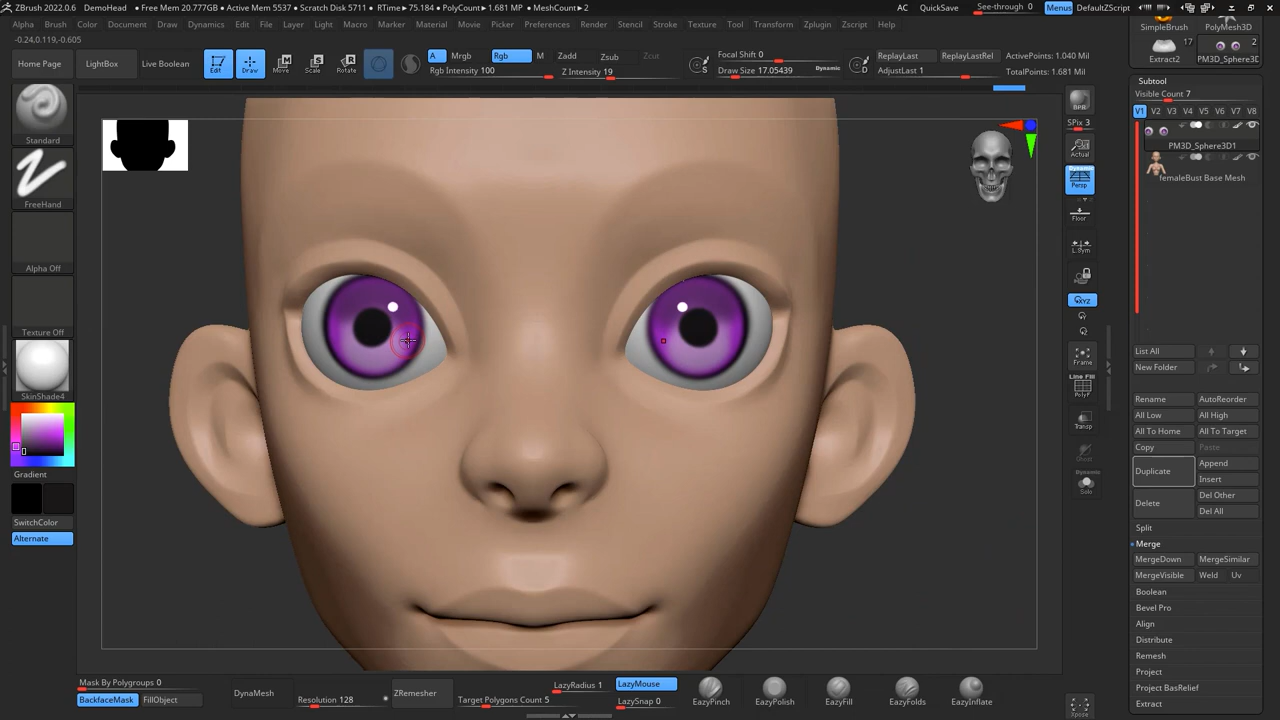 ZBrush 2022.0.6 DemoHead • Free Mem 20.777GB • Active Mem 5537 • Scratch Disk 5711 • RTime►75.184 • PolyCount►1.681 MP • MeshCount►2
AC QuickSave See-through 0 Menus DefaultZScript
Alpha Brush Color Document Draw Dynamics Edit File Layer Light Macro Marker Material Movie Picker Preferences Render Stencil Stroke Texture Tool Transform Zplugin Zscript Help
-0.24,0.119,-0.605
Home Page LightBox Live Boolean
Edit Draw Move Scale Rotate
A Mrgb Rgb M Zadd Zsub Zcut
Rgb Intensity 100 Z Intensity 19
Focal Shift 0
Draw Size 17.05439 Dynamic
S D
ReplayLast ReplayLastRel
AdjustLast 1
ActivePoints: 1.040 Mil
TotalPoints: 1.681 Mil
Standard
FreeHand
Alpha Off
Texture Off
SkinShade4
Gradient
SwitchColor
Alternate
BPR
SPix 3
Actual
Dynamic
Persp
Floor
L.Sym
XYZ
Frame
Line Fill
PolyF
Transp
Ghost
Dynamic
Solo
Xpose
SimpleBrush PolyMesh3D
17 2
Extract2 PM3D_Sphere3D
Subtool
Visible Count 7
V1 V2 V3 V4 V5 V6 V7 V8
PM3D_Sphere3D1
femaleBust Base Mesh
List All
New Folder
Rename AutoReorder
All Low All High
All To Home All To Target
Copy Paste
Duplicate Append
Insert
Delete Del Other
Del All
Split
Merge
MergeDown MergeSimilar
MergeVisible Weld Uv
Boolean
Bevel Pro
Align
Distribute
Remesh
Project
Project BasRelief
Extract
Mask By Polygroups 0
BackfaceMask FillObject
DynaMesh
Resolution 128
ZRemesher
Target Polygons Count 5
LazyRadius 1
LazyMouse
LazySnap 0
EazyPinch EazyPolish EazyFill EazyFolds EazyInflate